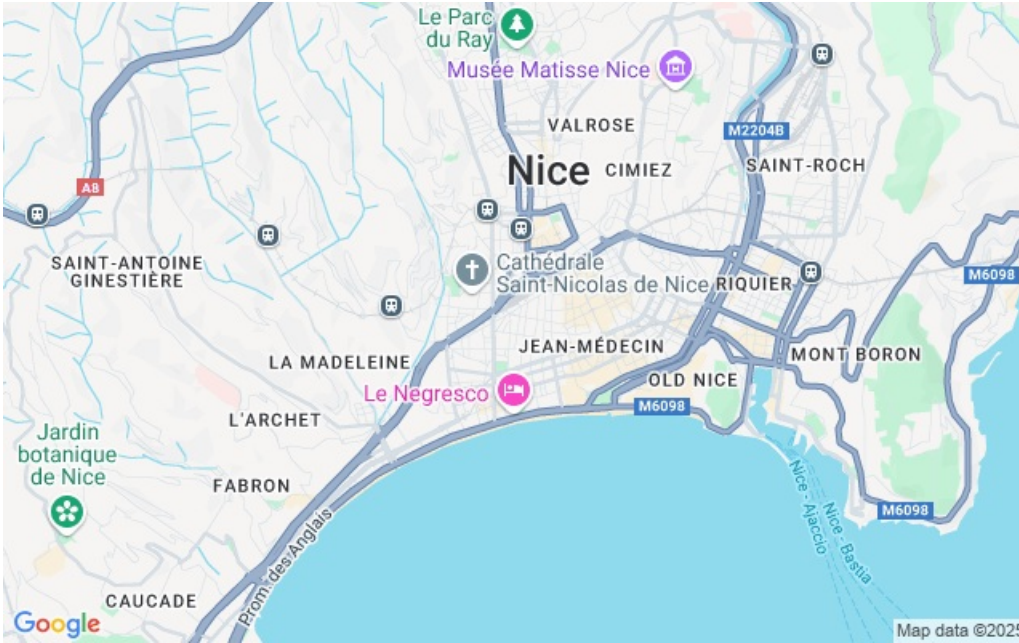 Le Parc
du Ray
Musée Matisse Nice
VALROSE
M2204B
Nice
CIMIEZ
SAINT-ROCH
A8
SAINT-ANTOINE
GINESTIÈRE
Cathédrale
Saint-Nicolas de Nice
RIQUIER
M6098
JEAN-MÉDECIN
MONT BORON
LA MADELEINE
OLD NICE
Le Negresco
M6098
L'ARCHET
Jardin
botanique
de Nice
FABRON
M6098
Nice - Ajaccio
Nice - Bastia
Prom. des Anglais
CAUCADE
Google
Map data ©2025